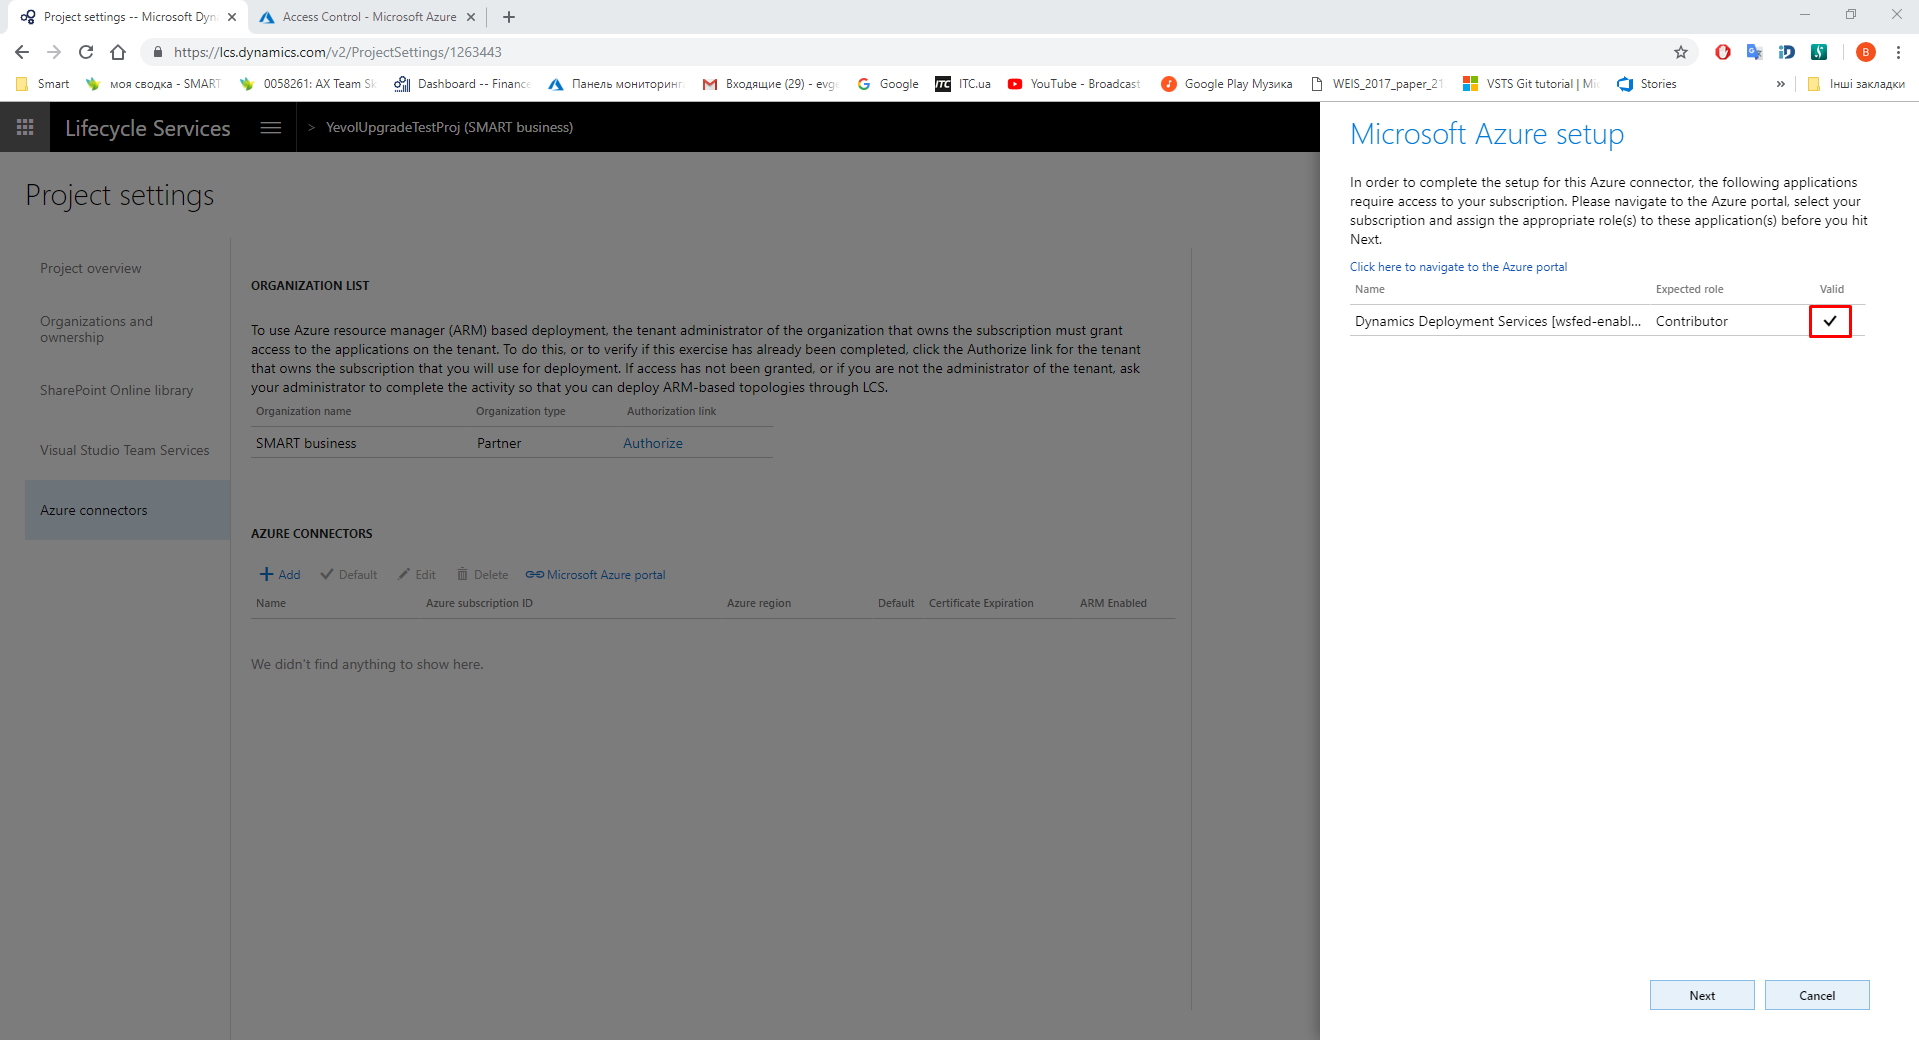 Project settings -- Microsoft Dyn
Access Control - Microsoft Azure
https://lcs.dynamics.com/v2/ProjectSettings/1263443
B
Smart
моя сводка - SMART
0058261: AX Team Sk
Dashboard -- Finance
Панель мониторинга
Входящие (29) - evge
Google
ITC.ua
YouTube - Broadcast
Google Play Музика
WEIS_2017_paper_21
VSTS Git tutorial | Mi
Stories
»
Інші закладки
Lifecycle Services
> YevolUpgradeTestProj (SMART business)
Project settings
Project overview
Organizations and
ownership
SharePoint Online library
Visual Studio Team Services
Azure connectors
ORGANIZATION LIST
To use Azure resource manager (ARM) based deployment, the tenant administrator of the organization that owns the subscription must grant
access to the applications on the tenant. To do this, or to verify if this exercise has already been completed, click the Authorize link for the tenant
that owns the subscription that you will use for deployment. If access has not been granted, or if you are not the administrator of the tenant, ask
your administrator to complete the activity so that you can deploy ARM-based topologies through LCS.
Organization name Organization type Authorization link
SMART business Partner Authorize
AZURE CONNECTORS
Add Default Edit Delete Microsoft Azure portal
Name Azure subscription ID Azure region Default Certificate Expiration ARM Enabled
We didn't find anything to show here.
Microsoft Azure setup
In order to complete the setup for this Azure connector, the following applications
require access to your subscription. Please navigate to the Azure portal, select your
subscription and assign the appropriate role(s) to these application(s) before you hit
Next.
Click here to navigate to the Azure portal
Name Expected role Valid
Dynamics Deployment Services [wsfed-enabl... Contributor
Next Cancel